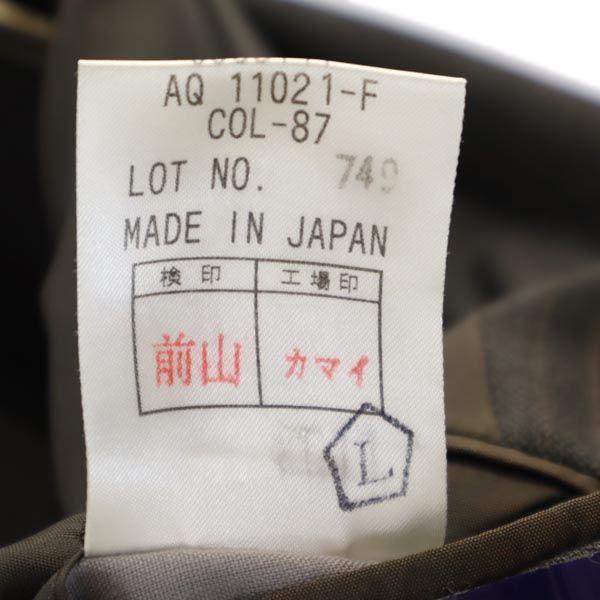 AQ 11021-F
COL-87
LOT NO. 749
MADE IN JAPAN
検印 工場印
前山 カマイ
L